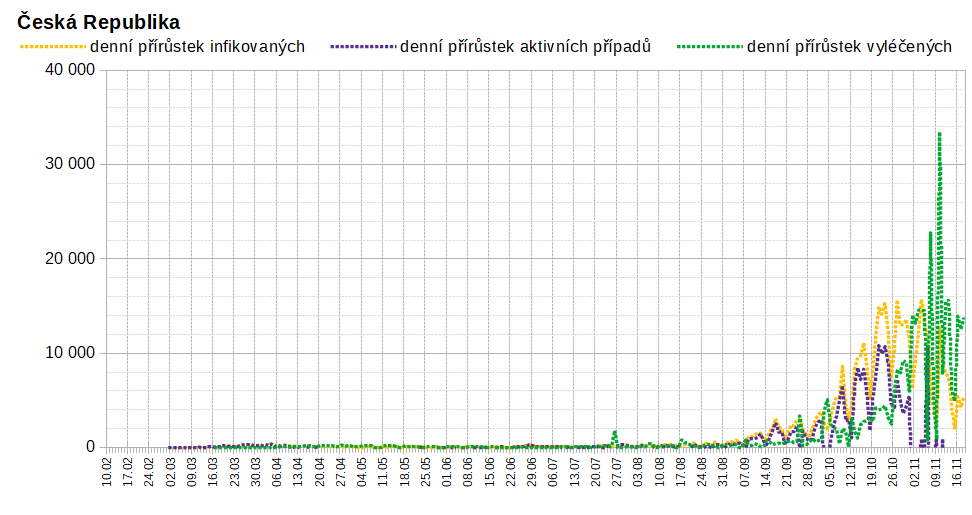 Česká Republika
denní přírůstek infikovaných denní přírůstek aktivních případů denní přírůstek vyléčených
40 000
30 000
20 000
10 000
0
10.02 17.02 24.02 02.03 09.03 16.03 23.03 30.03 06.04 13.04 20.04 27.04 04.05 11.05 18.05 25.05 01.06 08.06 15.06 22.06 29.06 06.07 13.07 20.07 27.07 03.08 10.08 17.08 24.08 31.08 07.09 14.09 21.09 28.09 05.10 12.10 19.10 26.10 02.11 09.11 16.11